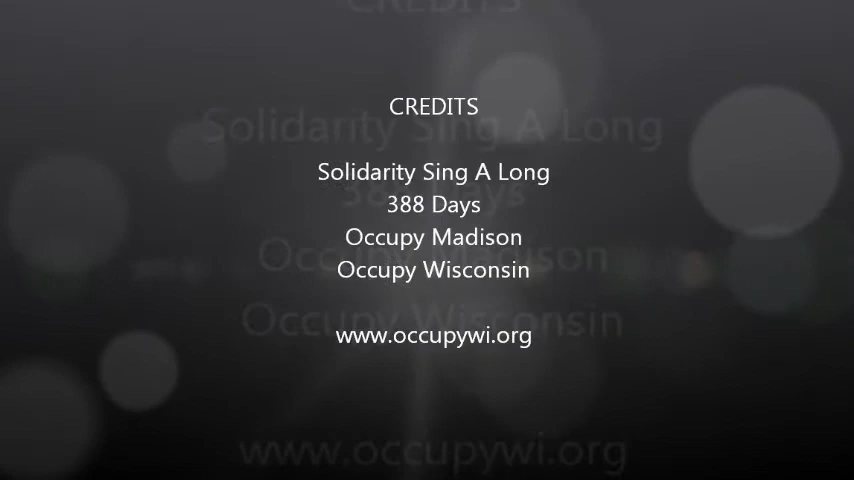 CREDITS
Solidarity Sing A Long
388 Days
Occupy Madison
Occupy Wisconsin
www.occupywi.org